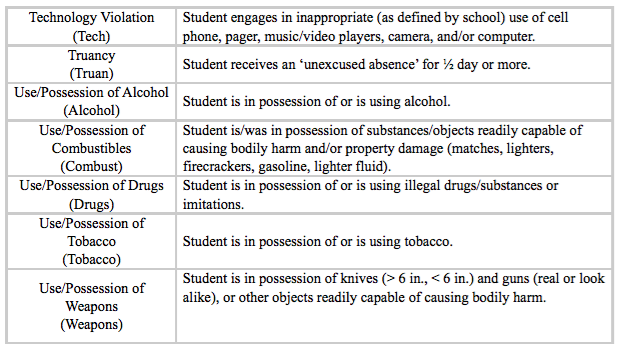 Technology Violation
(Tech)
Student engages in inappropriate (as defined by school) use of cell
phone, pager, music/video players, camera, and/or computer.
Truancy
(Truan)
Student receives an ‘unexcused absence’ for ½ day or more.
Use/Possession of Alcohol
(Alcohol)
Student is in possession of or is using alcohol.
Use/Possession of
Combustibles
(Combust)
Student is/was in possession of substances/objects readily capable of
causing bodily harm and/or property damage (matches, lighters,
firecrackers, gasoline, lighter fluid).
Use/Possession of Drugs
(Drugs)
Student is in possession of or is using illegal drugs/substances or
imitations.
Use/Possession of
Tobacco
(Tobacco)
Student is in possession of or is using tobacco.
Use/Possession of
Weapons
(Weapons)
Student is in possession of knives (> 6 in., < 6 in.) and guns (real or look
alike), or other objects readily capable of causing bodily harm.